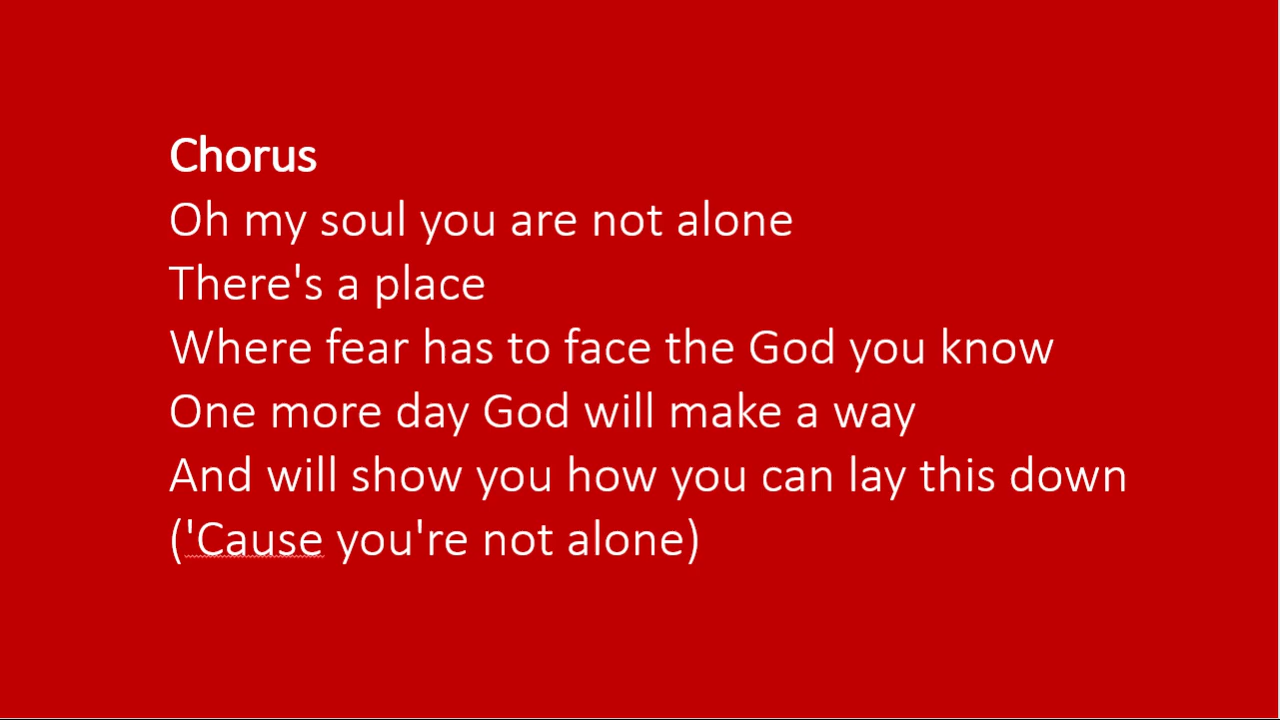 Chorus
Oh my soul you are not alone
There's a place
Where fear has to face the God you know
One more day God will make a way
And will show you how you can lay this down
('Cause you're not alone)